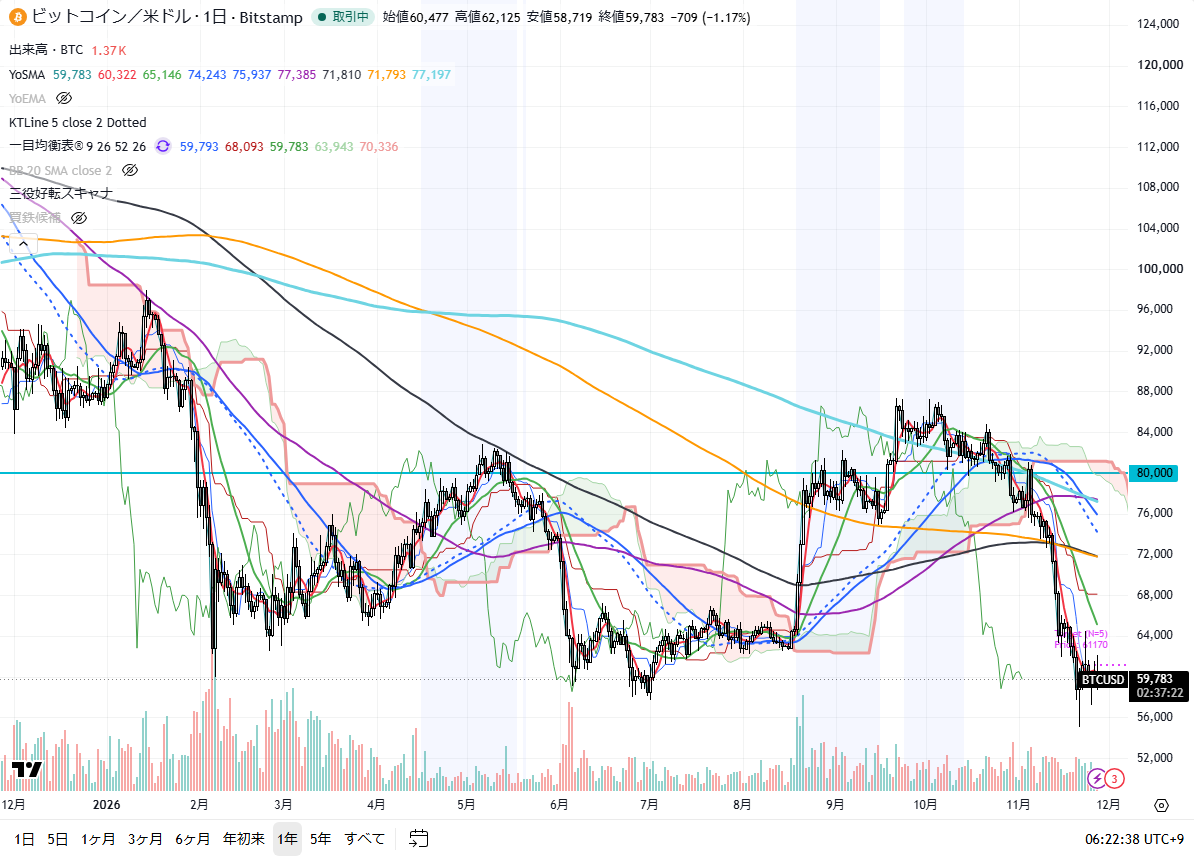 ビットコイン／米ドル · 1日 · Bitstamp 取引中 始値60,477 高値62,125 安値58,719 終値59,783 −709 (−1.17%)
出来高 · BTC 1.37 K
YoSMA 59,783 60,322 65,146 74,243 75,937 77,385 71,810 71,793 77,197
YoEMA
KTLine 5 close 2 Dotted
一目均衡表® 9 26 52 26 59,793 68,093 59,783 63,943 70,336
BB 20 SMA close 2
三役好転スキャナ
買鉄候補
124,000
120,000
116,000
112,000
108,000
104,000
100,000
96,000
92,000
88,000
84,000
80,000
76,000
72,000
68,000
64,000
(N=5)
61170
BTCUSD 59,783
02:37:22
56,000
52,000
3
12月 2026 2月 3月 4月 5月 6月 7月 8月 9月 10月 11月 12月
1日 5日 1ヶ月 3ヶ月 6ヶ月 年初来 1年 5年 すべて 06:22:38 UTC+9